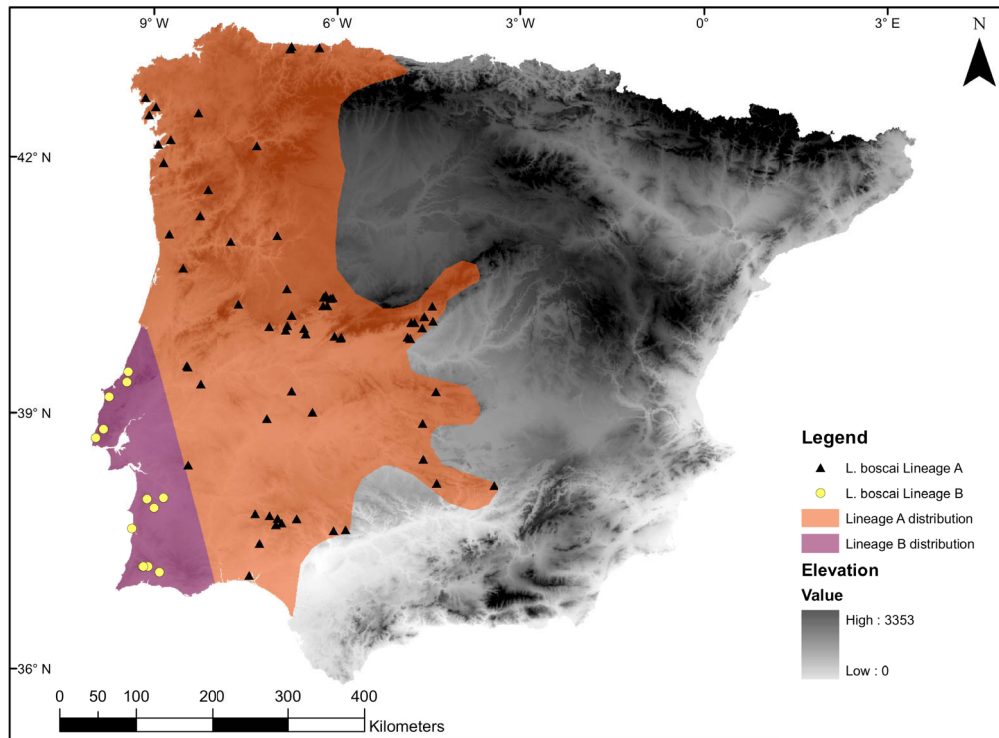 9° W 6° W 3° W 0° 3° E
N
42° N
39° N
36° N
Legend
L. boscai Lineage A
L. boscai Lineage B
Lineage A distribution
Lineage B distribution
Elevation
Value
High : 3353
Low : 0
0 50 100 200 300 400
Kilometers